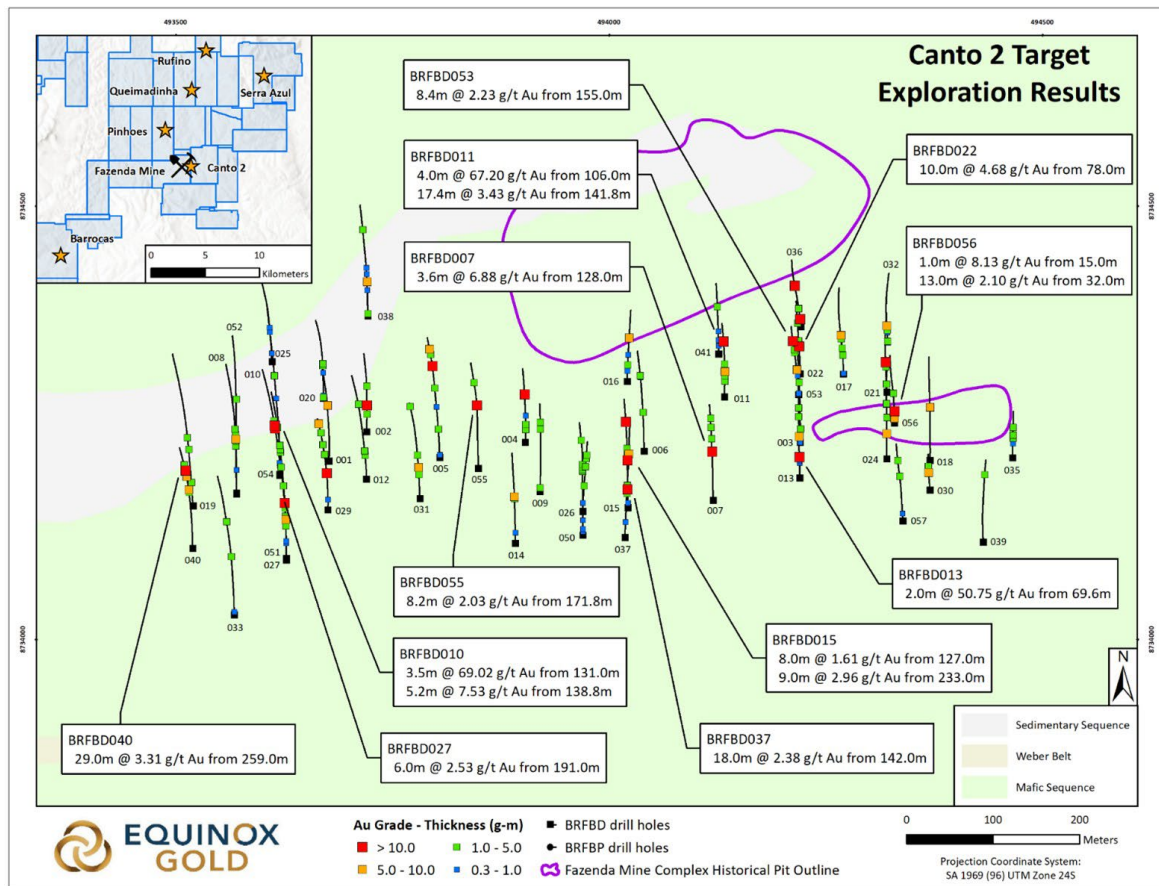 493500
494000
494500
8734500
8734000
Canto 2 Target
Exploration Results
Rufino
Queimadinha
Serra Azul
Pinhoes
Fazenda Mine
Canto 2
Barrocas
0 5 10
Kilometers
BRFBD053
8.4m @ 2.23 g/t Au from 155.0m
BRFBD011
4.0m @ 67.20 g/t Au from 106.0m
17.4m @ 3.43 g/t Au from 141.8m
BRFBD007
3.6m @ 6.88 g/t Au from 128.0m
BRFBD022
10.0m @ 4.68 g/t Au from 78.0m
BRFBD056
1.0m @ 8.13 g/t Au from 15.0m
13.0m @ 2.10 g/t Au from 32.0m
036
032
038
052
008
025
010
041
016
022
017
020
053
021
011
002
056
004
003
006
001
005
055
054
012
024
018
035
030
019
029
031
009
013
007
026
015
057
050
037
014
039
040
051
027
033
BRFBD055
8.2m @ 2.03 g/t Au from 171.8m
BRFBD013
2.0m @ 50.75 g/t Au from 69.6m
BRFBD010
3.5m @ 69.02 g/t Au from 131.0m
5.2m @ 7.53 g/t Au from 138.8m
BRFBD015
8.0m @ 1.61 g/t Au from 127.0m
9.0m @ 2.96 g/t Au from 233.0m
BRFBD040
29.0m @ 3.31 g/t Au from 259.0m
BRFBD027
6.0m @ 2.53 g/t Au from 191.0m
BRFBD037
18.0m @ 2.38 g/t Au from 142.0m
N
Sedimentary Sequence
Weber Belt
Mafic Sequence
EQUINOX
GOLD
Au Grade - Thickness (g-m)
> 10.0
5.0 - 10.0
1.0 - 5.0
0.3 - 1.0
BRFBD drill holes
BRFBP drill holes
Fazenda Mine Complex Historical Pit Outline
0 100 200
Meters
Projection Coordinate System:
SA 1969 (96) UTM Zone 24S